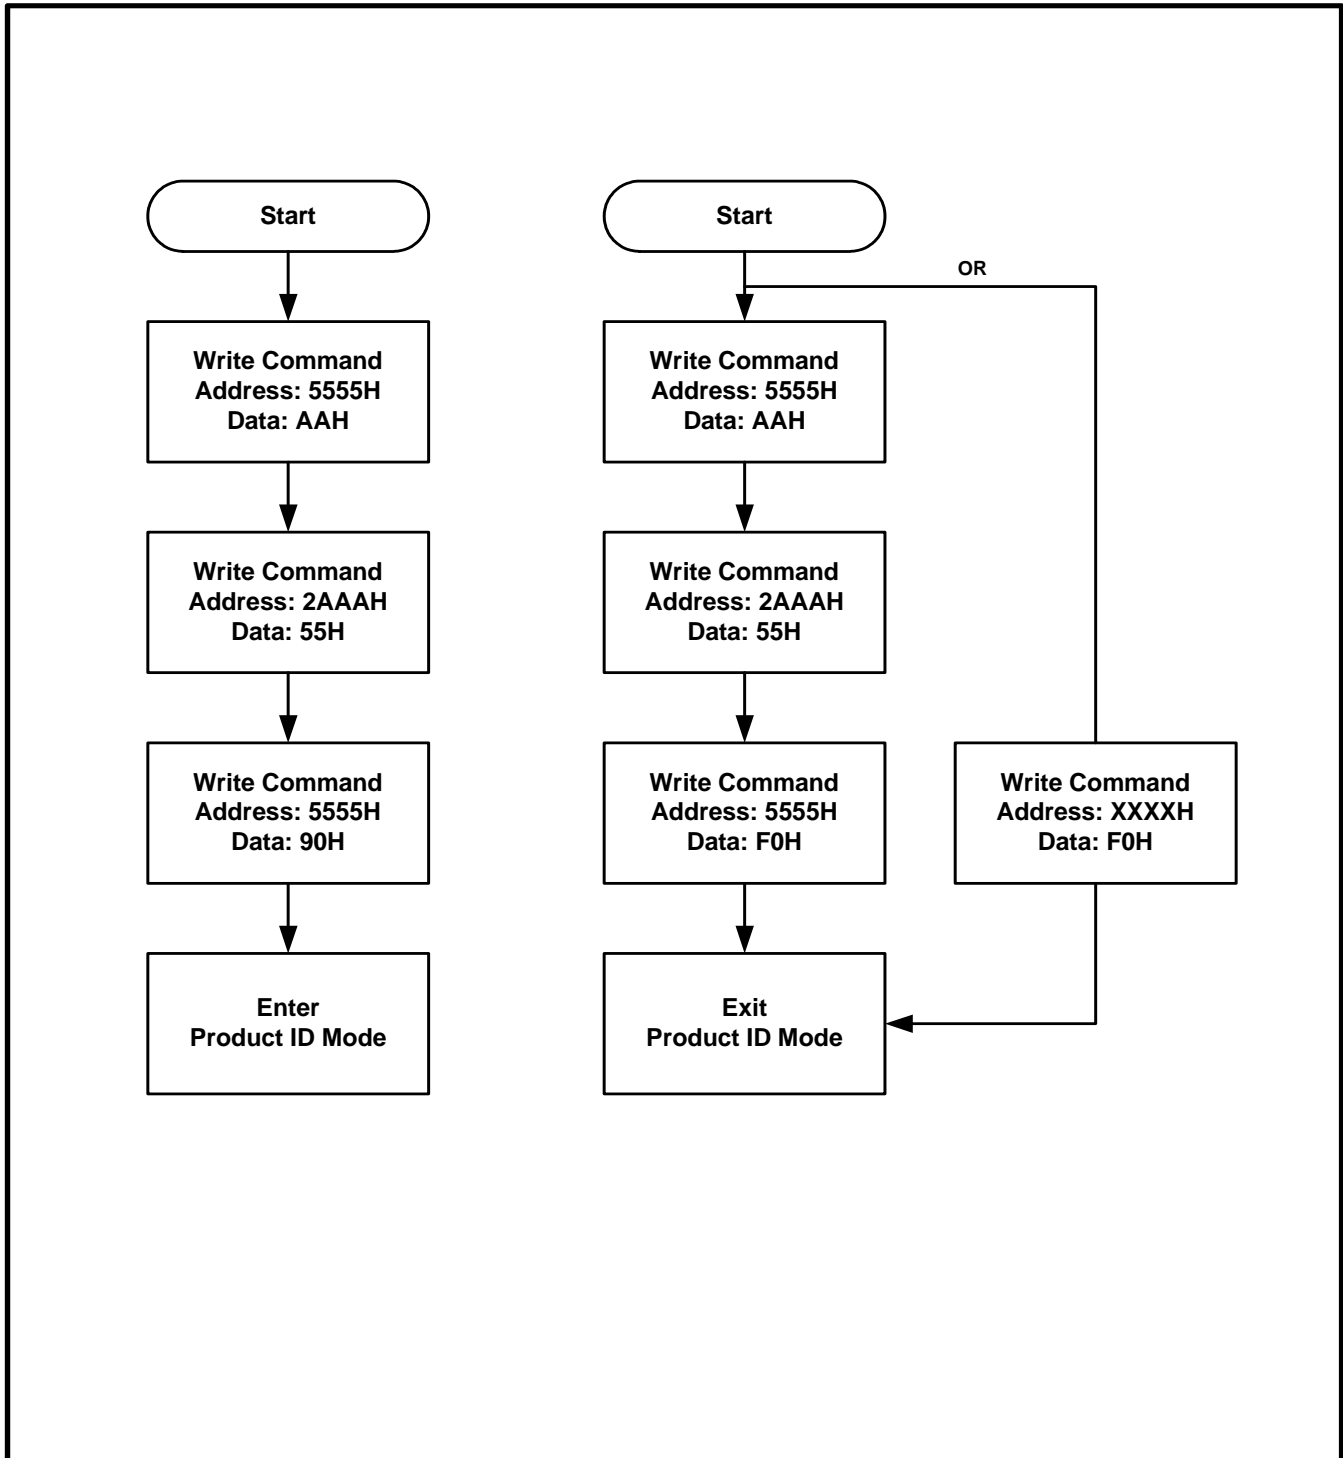 Start
Write Command
Address: 5555H
Data: AAH
Write Command
Address: 2AAAH
Data: 55H
Write Command
Address: 5555H
Data: 90H
Enter
Product ID Mode
Start
OR
Write Command
Address: 5555H
Data: AAH
Write Command
Address: 2AAAH
Data: 55H
Write Command
Address: 5555H
Data: F0H
Exit
Product ID Mode
Write Command
Address: XXXXH
Data: F0H